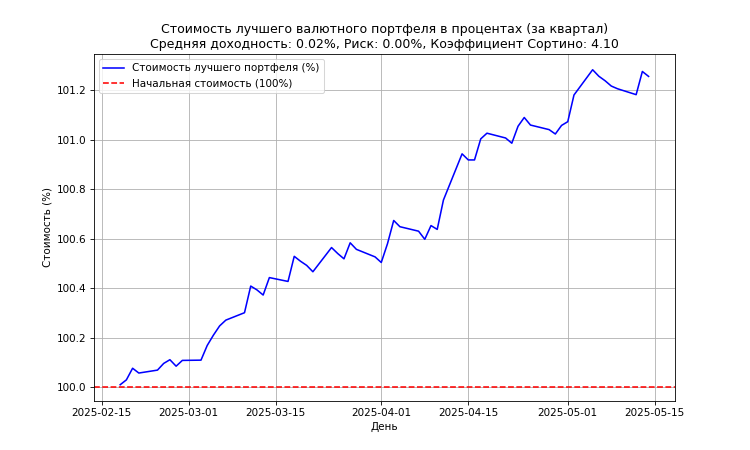 Стоимость лучшего валютного портфеля в процентах (за квартал)
Средняя доходность: 0.02%, Риск: 0.00%, Коэффициент Сортино: 4.10
Стоимость лучшего портфеля (%)
Начальная стоимость (100%)
Стоимость (%)
101.2
101.0
100.8
100.6
100.4
100.2
100.0
2025-02-15 2025-03-01 2025-03-15 2025-04-01 2025-04-15 2025-05-01 2025-05-15
День